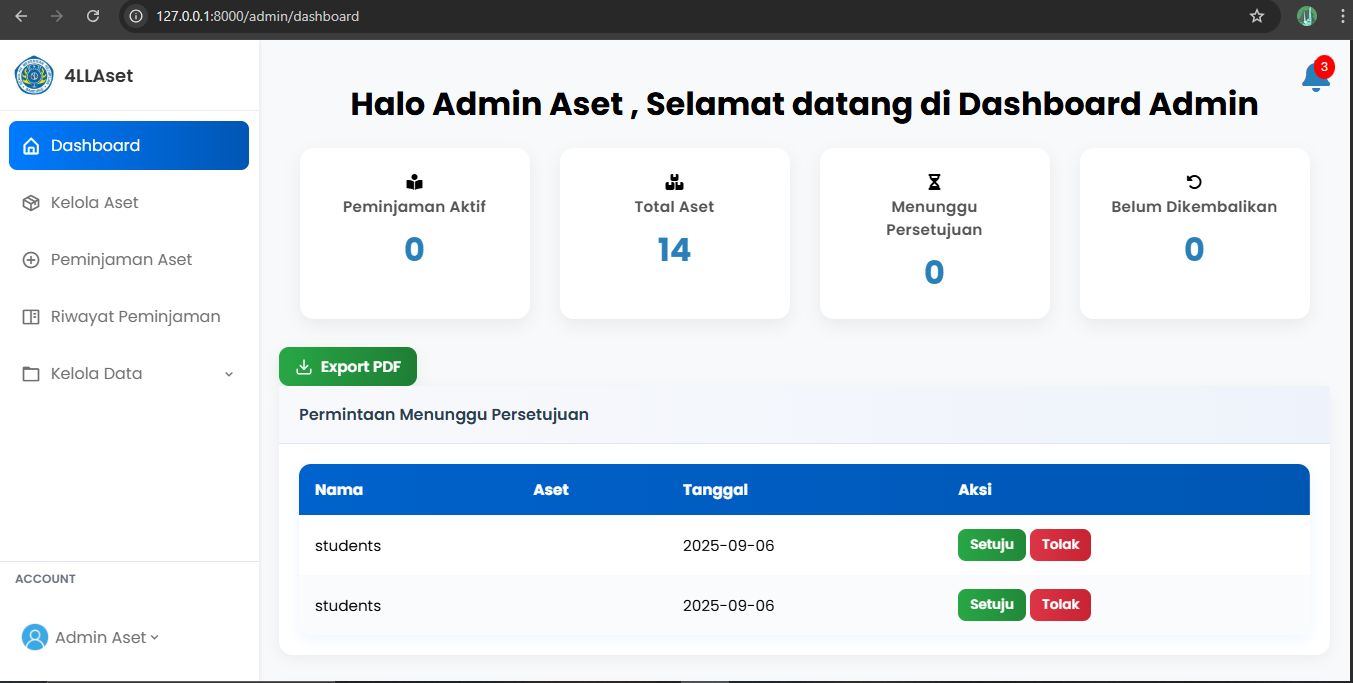 127.0.0.1:8000/admin/dashboard
4LLAset
3
Dashboard
Kelola Aset
Peminjaman Aset
Riwayat Peminjaman
Kelola Data
ACCOUNT
Admin Aset
Halo Admin Aset , Selamat datang di Dashboard Admin
Peminjaman Aktif
0
Total Aset
14
Menunggu
Persetujuan
0
Belum Dikembalikan
0
Export PDF
Permintaan Menunggu Persetujuan
Nama Aset Tanggal Aksi
students 2025-09-06 Setuju Tolak
students 2025-09-06 Setuju Tolak